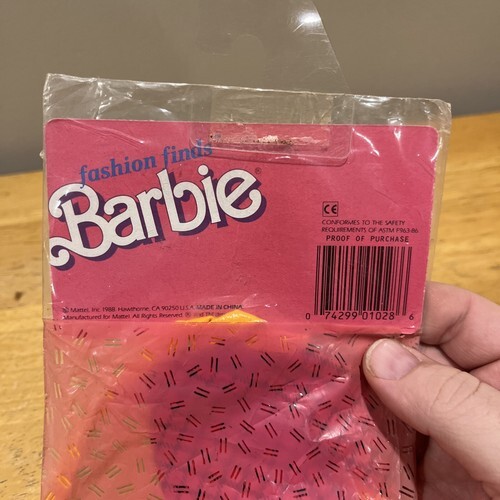 fashion finds
Barbie®
CE
CONFORMES TO THE SAFETY
REQUIREMENTS OF ASTM F963-86
PROOF OF PURCHASE
0 74299 01028 6
© Mattel, Inc. 1988. Hawthorne, CA 90250 U.S.A. MADE IN CHINA.
Manufactured for Mattel. All Rights Reserved.